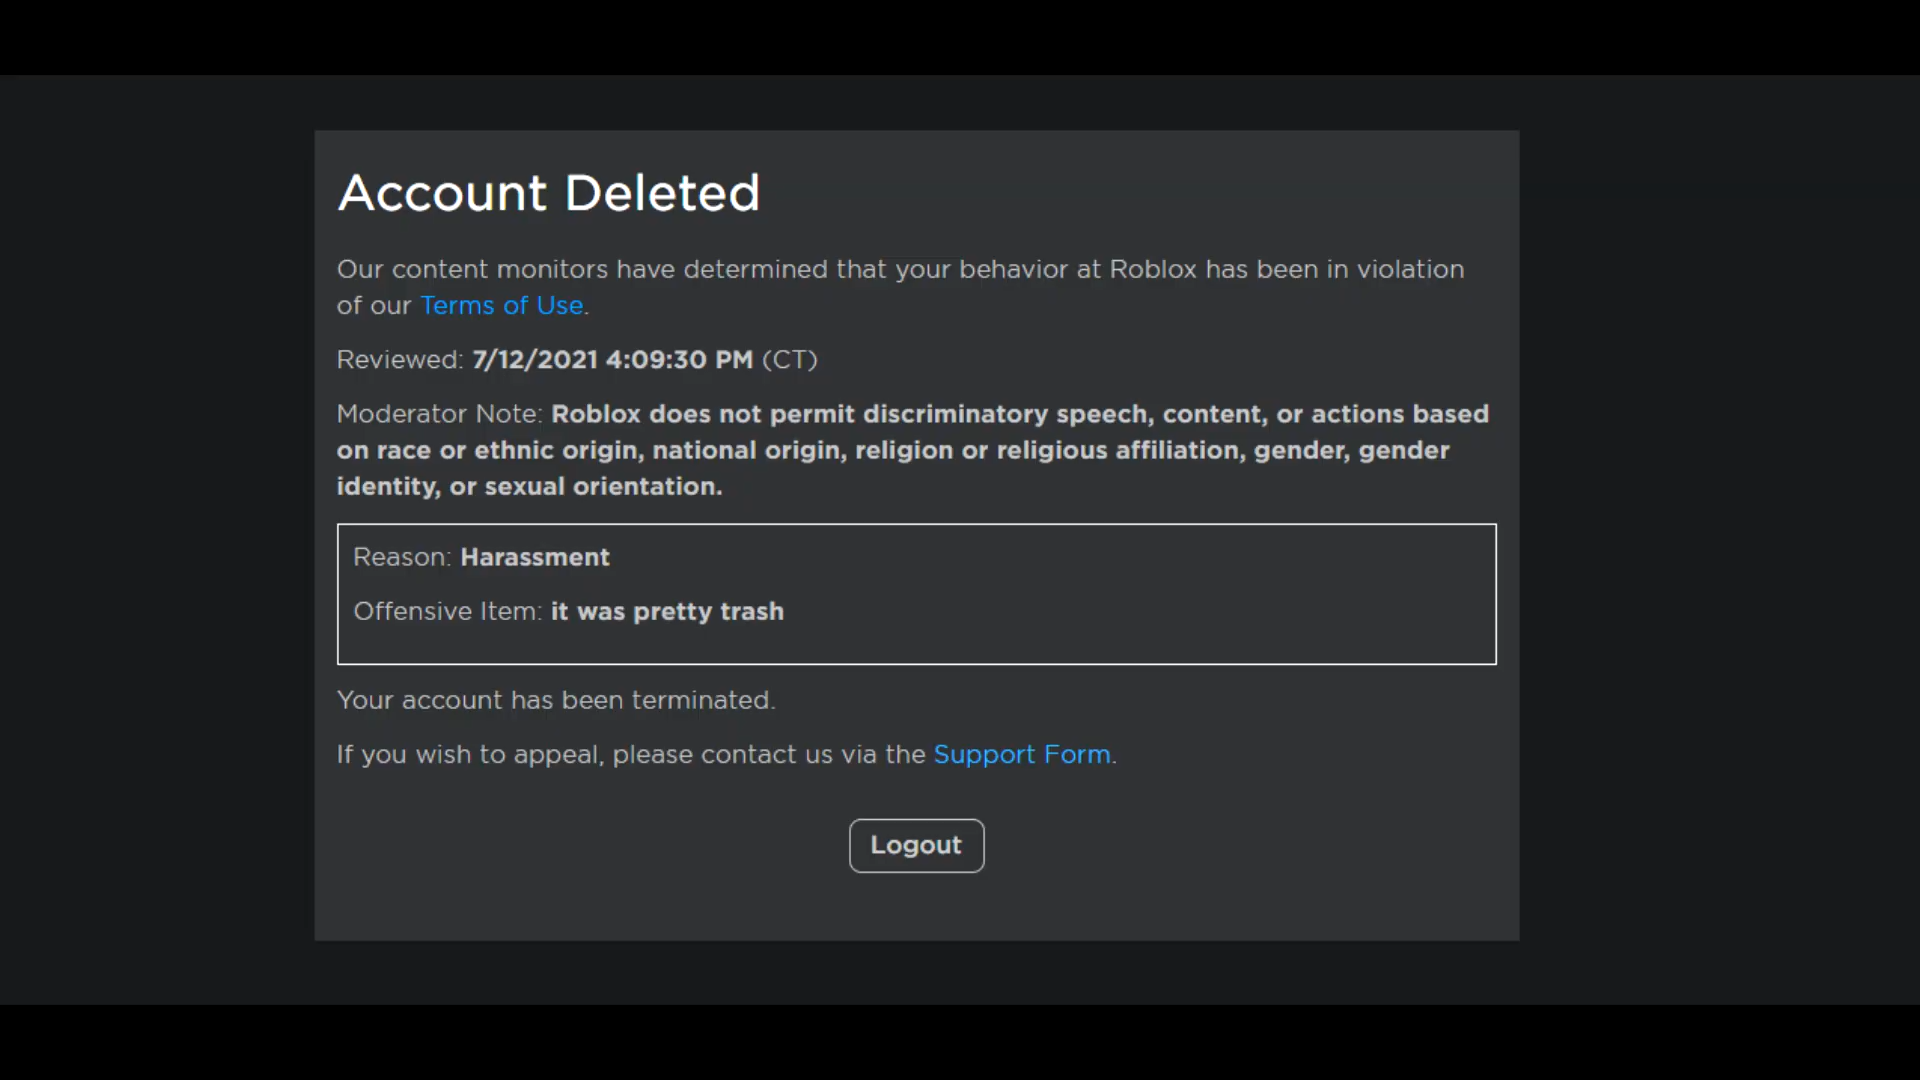 Account Deleted
Our content monitors have determined that your behavior at Roblox has been in violation
of our Terms of Use.
Reviewed: 7/12/2021 4:09:30 PM (CT)
Moderator Note: Roblox does not permit discriminatory speech, content, or actions based
on race or ethnic origin, national origin, religion or religious affiliation, gender, gender
identity, or sexual orientation.
Reason: Harassment
Offensive Item: it was pretty trash
Your account has been terminated.
If you wish to appeal, please contact us via the Support Form.
Logout